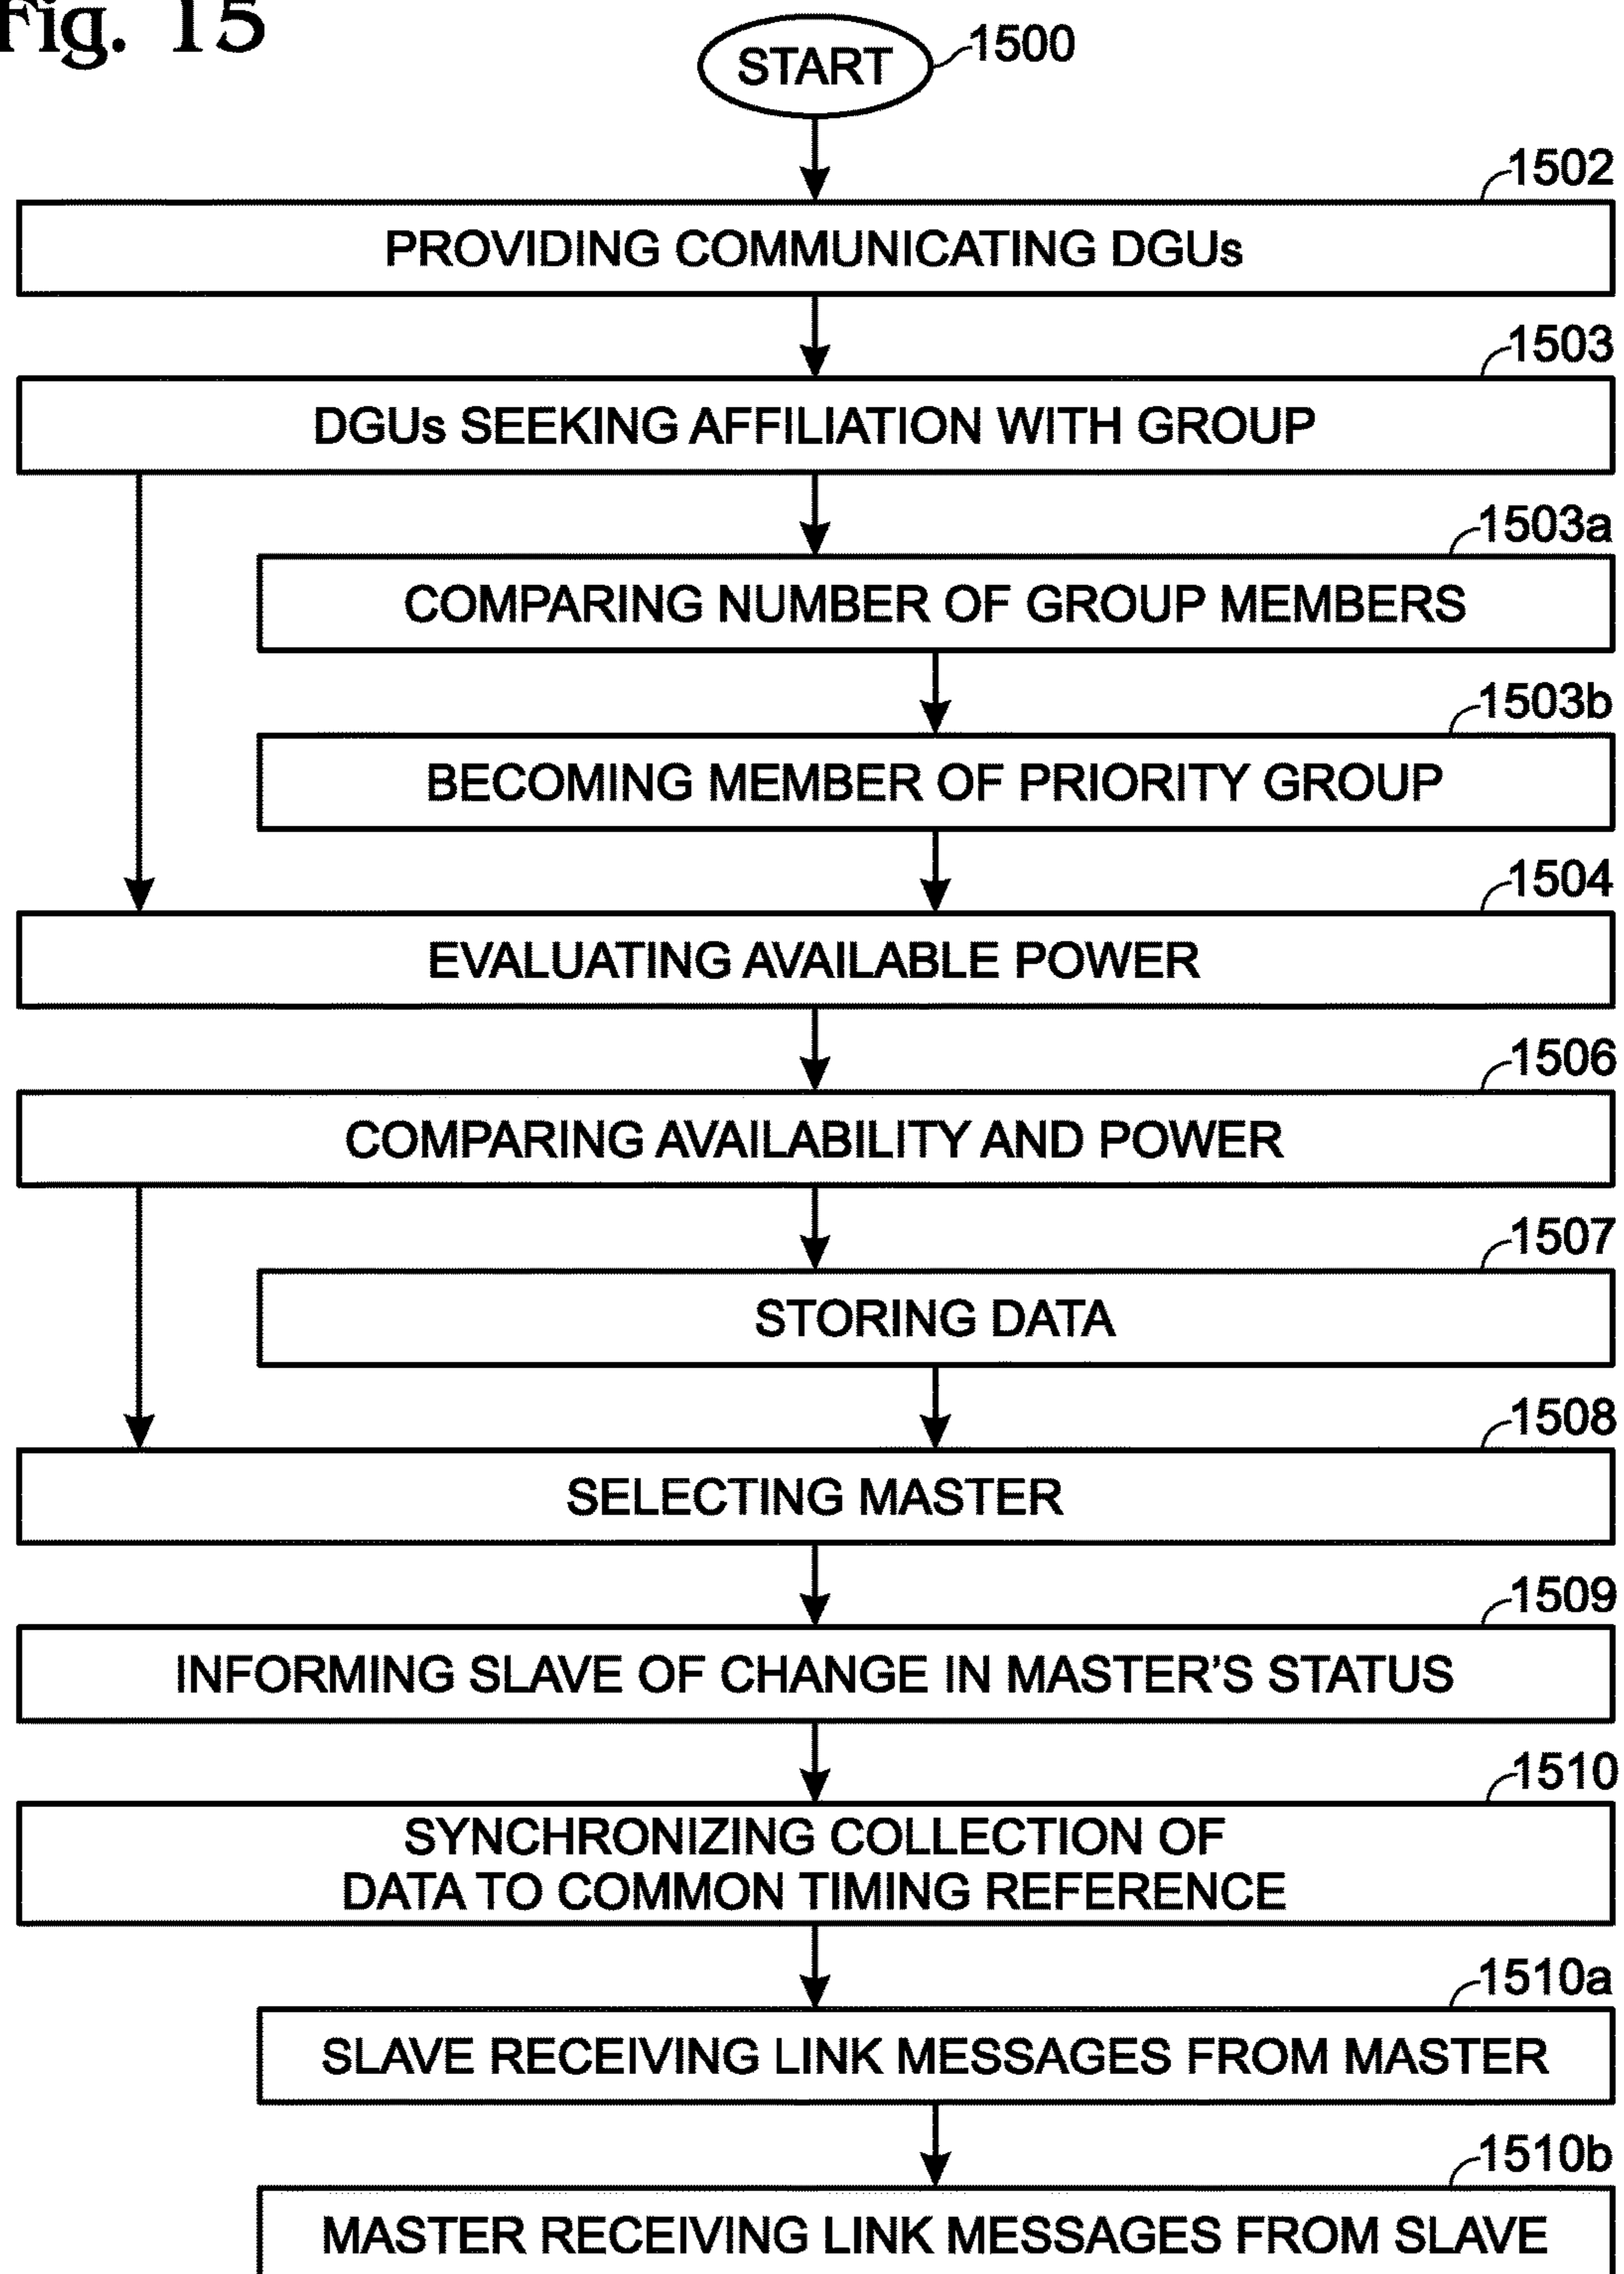 Fig. 15
START
1500
1502
PROVIDING COMMUNICATING DGUs
1503
DGUs SEEKING AFFILIATION WITH GROUP
1503a
COMPARING NUMBER OF GROUP MEMBERS
1503b
BECOMING MEMBER OF PRIORITY GROUP
1504
EVALUATING AVAILABLE POWER
1506
COMPARING AVAILABILITY AND POWER
1507
STORING DATA
1508
SELECTING MASTER
1509
INFORMING SLAVE OF CHANGE IN MASTER'S STATUS
1510
SYNCHRONIZING COLLECTION OF
DATA TO COMMON TIMING REFERENCE
1510a
SLAVE RECEIVING LINK MESSAGES FROM MASTER
1510b
MASTER RECEIVING LINK MESSAGES FROM SLAVE